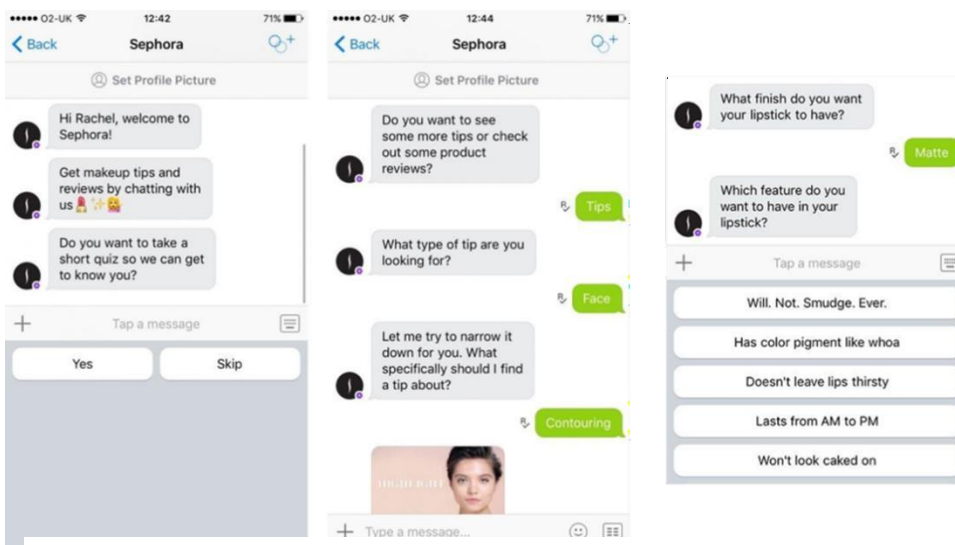 O2-UK 12:42 71%
Back Sephora
Set Profile Picture
Hi Rachel, welcome to
Sephora!
Get makeup tips and
reviews by chatting with
us
Do you want to take a
short quiz so we can get
to know you?
Tap a message
Yes Skip
O2-UK 12:44 71%
Back Sephora
Set Profile Picture
Do you want to see
some more tips or check
out some product
reviews?
Tips
What type of tip are you
looking for?
Face
Let me try to narrow it
down for you. What
specifically should I find
a tip about?
Contouring
Type a message...
What finish do you want
your lipstick to have?
Matte
Which feature do you
want to have in your
lipstick?
Tap a message
Will. Not. Smudge. Ever.
Has color pigment like whoa
Doesn't leave lips thirsty
Lasts from AM to PM
Won't look caked on